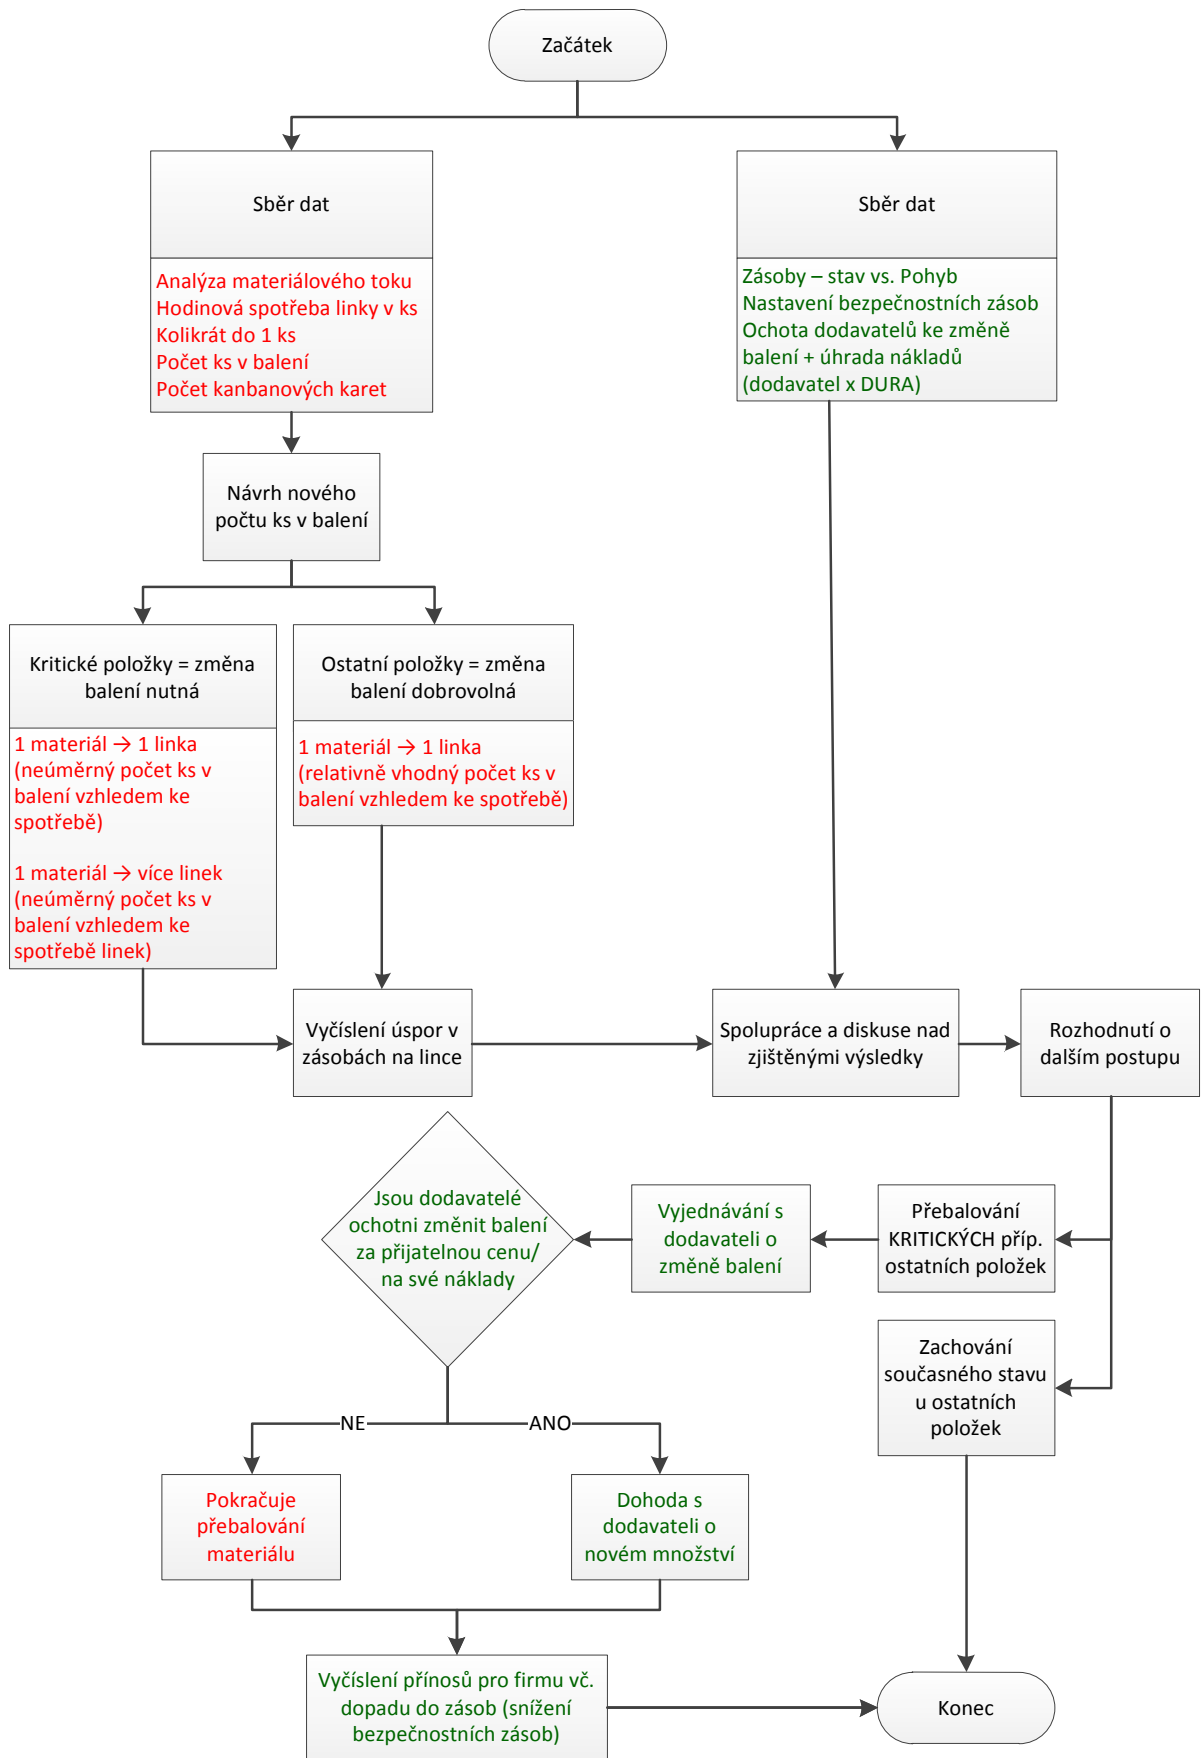 Začátek
Sběr dat
Analýza materiálového toku
Hodinová spotřeba linky v ks
Kolikrát do 1 ks
Počet ks v balení
Počet kanbanových karet
Sběr dat
Zásoby – stav vs. Pohyb
Nastavení bezpečnostních zásob
Ochota dodavatelů ke změně
balení + úhrada nákladů
(dodavatel x DURA)
Návrh nového
počtu ks v balení
Kritické položky = změna
balení nutná
1 materiál → 1 linka
(neúměrný počet ks v
balení vzhledem ke
spotřebě)
1 materiál → více linek
(neúměrný počet ks v
balení vzhledem ke
spotřebě linek)
Ostatní položky = změna
balení dobrovolná
1 materiál → 1 linka
(relativně vhodný počet ks v
balení vzhledem ke spotřebě)
Vyčíslení úspor v
zásobách na lince
Spolupráce a diskuse nad
zjištěnými výsledky
Rozhodnutí o
dalším postupu
Jsou dodavatelé
ochotni změnit balení
za přijatelnou cenu/
na své náklady
Vyjednávání s
dodavateli o
změně balení
Přebalování
KRITICKÝCH příp.
ostatních položek
Zachování
současného stavu
u ostatních
položek
NE
ANO
Pokračuje
přebalování
materiálu
Dohoda s
dodavateli o
novém množství
Vyčíslení přínosů pro firmu vč.
dopadu do zásob (snížení
bezpečnostních zásob)
Konec